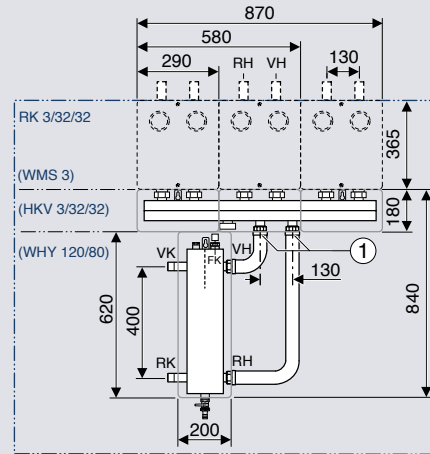 870
580
290
RH VH
130
RK 3/32/32
365
(WMS 3)
(HKV 3/32/32)
180
(WHY 120/80)
VH
1
VK
FK
130
620
400
840
RK
RH
200